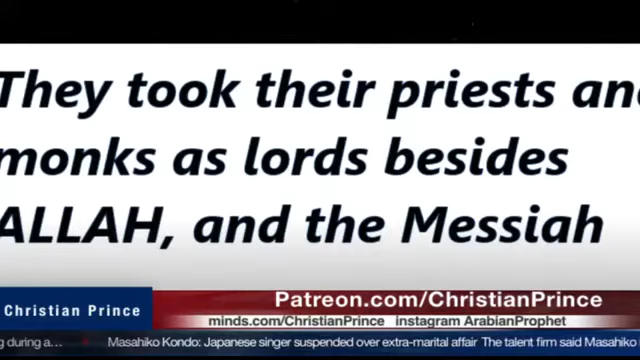 They took their priests and
monks as lords besides
ALLAH, and the Messiah
Christian Prince
Patreon.com/ChristianPrince
minds.com/ChristianPrince instagram ArabianProphet
g during a... Masahiko Kondo: Japanese singer suspended over extra-marital affair The talent firm said Masahiko